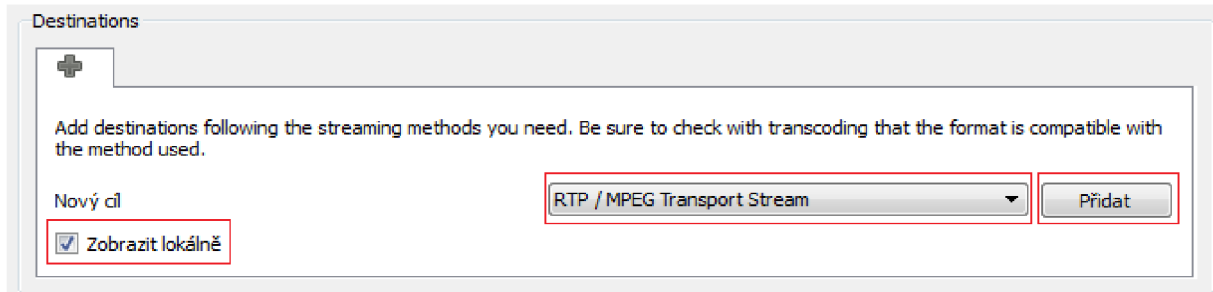 Destinations
Add destinations following the streaming methods you need. Be sure to check with transcoding that the format is compatible with
the method used.
Nový cíl
RTP / MPEG Transport Stream
Přidat
Zobrazit lokálně